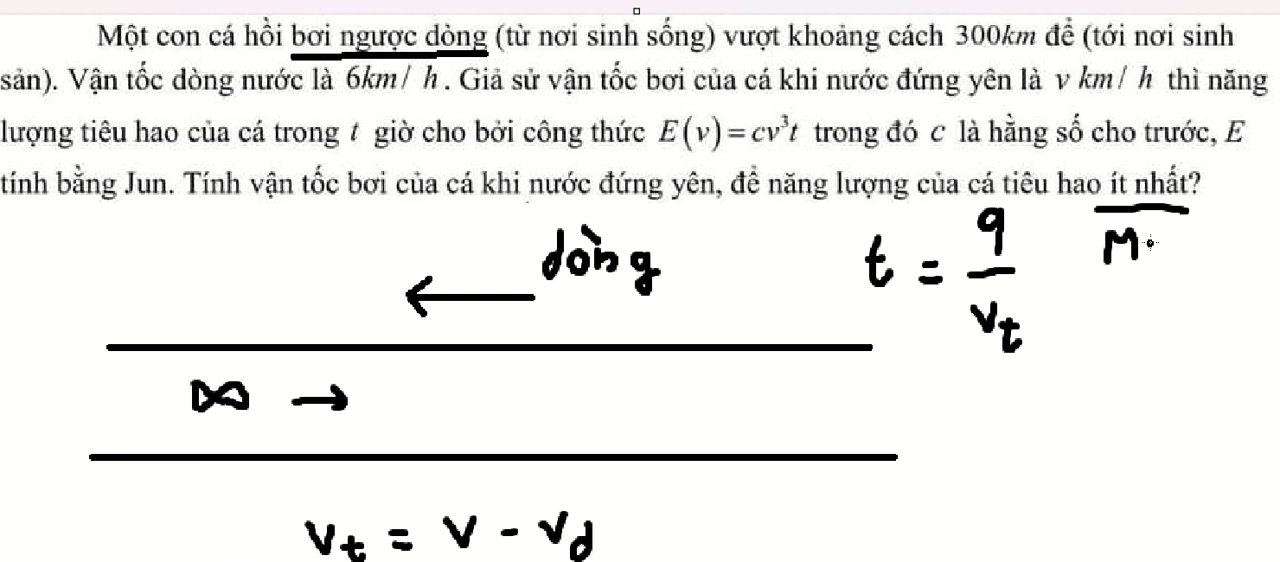 Một con cá hồi bơi ngược dòng (từ nơi sinh sống) vượt khoảng cách 300km để (tới nơi sinh
sản). Vận tốc dòng nước là 6km/ h. Giả sử vận tốc bơi của cá khi nước đứng yên là v km/ h thì năng
lượng tiêu hao của cá trong t giờ cho bởi công thức E(v)=cv³t trong đó c là hằng số cho trước, E
tính bằng Jun. Tính vận tốc bơi của cá khi nước đứng yên, để năng lượng của cá tiêu hao ít nhất?
dòng
t = q / v_t
M
v_t = v - v_d